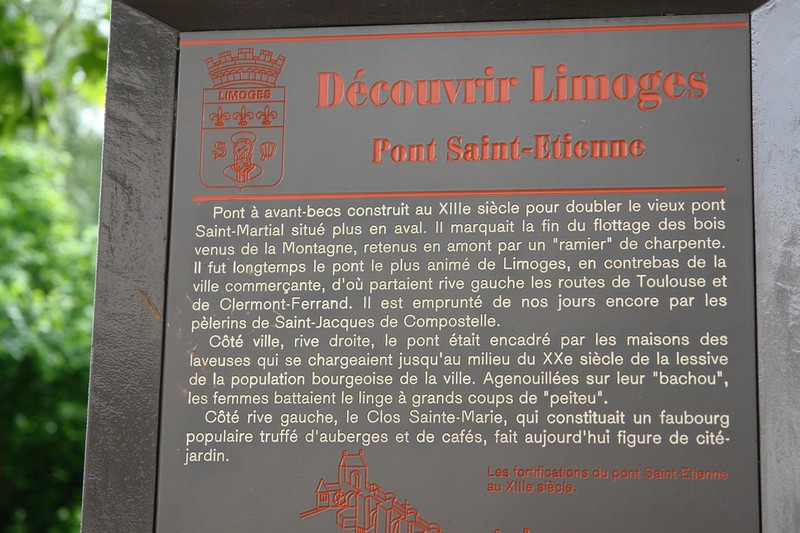 LIMOGES
Découvrir Limoges
Pont Saint-Etienne
Pont à avant-becs construit au XIIIe siècle pour doubler le vieux pont
Saint-Martial situé plus en aval. Il marquait la fin du flottage des bois
venus de la Montagne, retenus en amont par un "ramier" de charpente.
Il fut longtemps le pont le plus animé de Limoges, en contrebas de la
ville commerçante, d'où partaient rive gauche les routes de Toulouse et
de Clermont-Ferrand. Il est emprunté de nos jours encore par les
pèlerins de Saint-Jacques de Compostelle.
Côté ville, rive droite, le pont était encadré par les maisons des
laveuses qui se chargeaient jusqu'au milieu du XXe siècle de la lessive
de la population bourgeoise de la ville. Agenouillées sur leur "bachou",
les femmes battaient le linge à grands coups de "peiteu".
Côté rive gauche, le Clos Sainte-Marie, qui constituait un faubourg
populaire truffé d'auberges et de cafés, fait aujourd'hui figure de cité-
jardin.
Les fortifications du pont Saint-Etienne
au XIIIe siècle.